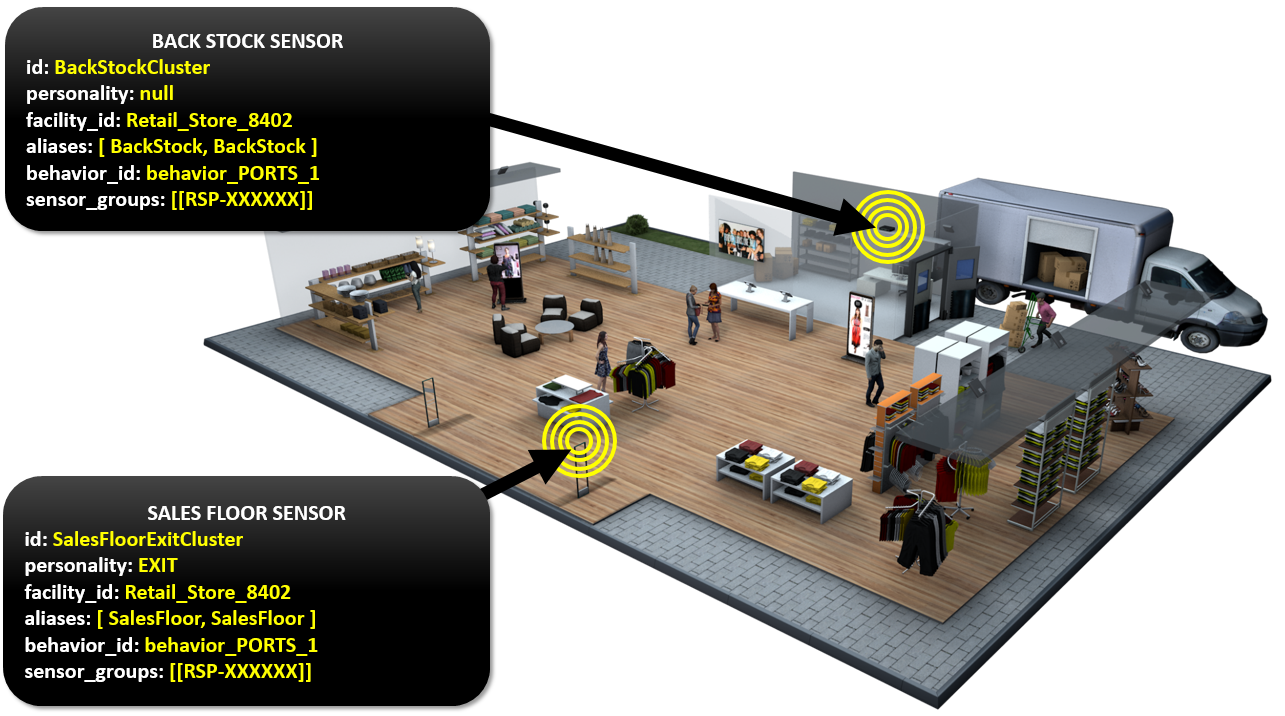 BACK STOCK SENSOR
id: BackStockCluster
personality: null
facility_id: Retail_Store_8402
aliases: [ BackStock, BackStock ]
behavior_id: behavior_PORTS_1
sensor_groups: [[RSP-XXXXXX]]
SALES FLOOR SENSOR
id: SalesFloorExitCluster
personality: EXIT
facility_id: Retail_Store_8402
aliases: [ SalesFloor, SalesFloor ]
behavior_id: behavior_PORTS_1
sensor_groups: [[RSP-XXXXXX]]